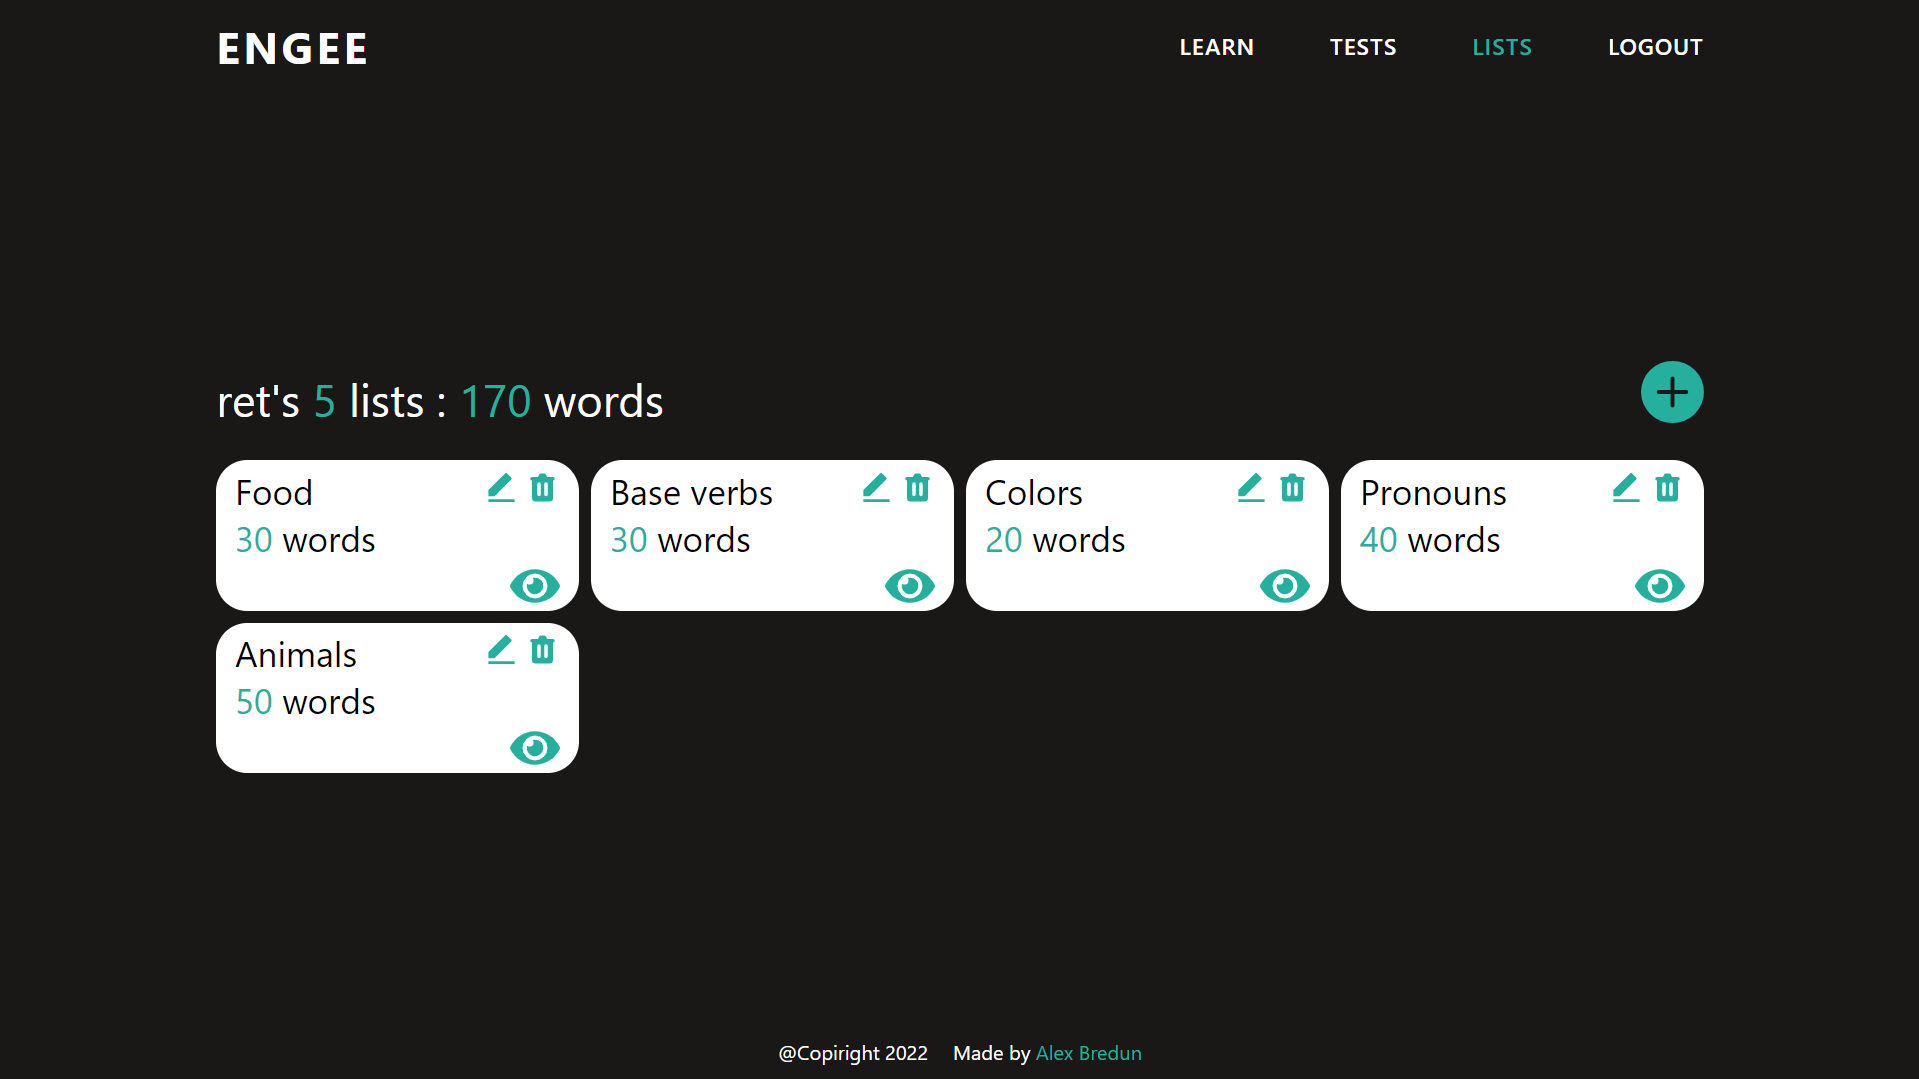 ENGEE
LEARN TESTS LISTS LOGOUT
ret's 5 lists : 170 words
Food
30 words
Base verbs
30 words
Colors
20 words
Pronouns
40 words
Animals
50 words
@Copiright 2022 Made by Alex Bredun